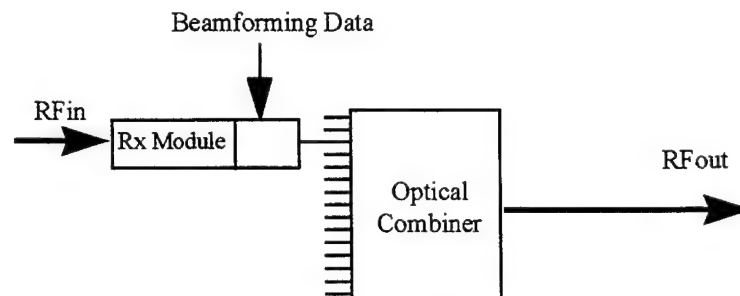 Beamforming Data
RFin
Rx Module
RFout
Optical
Combiner